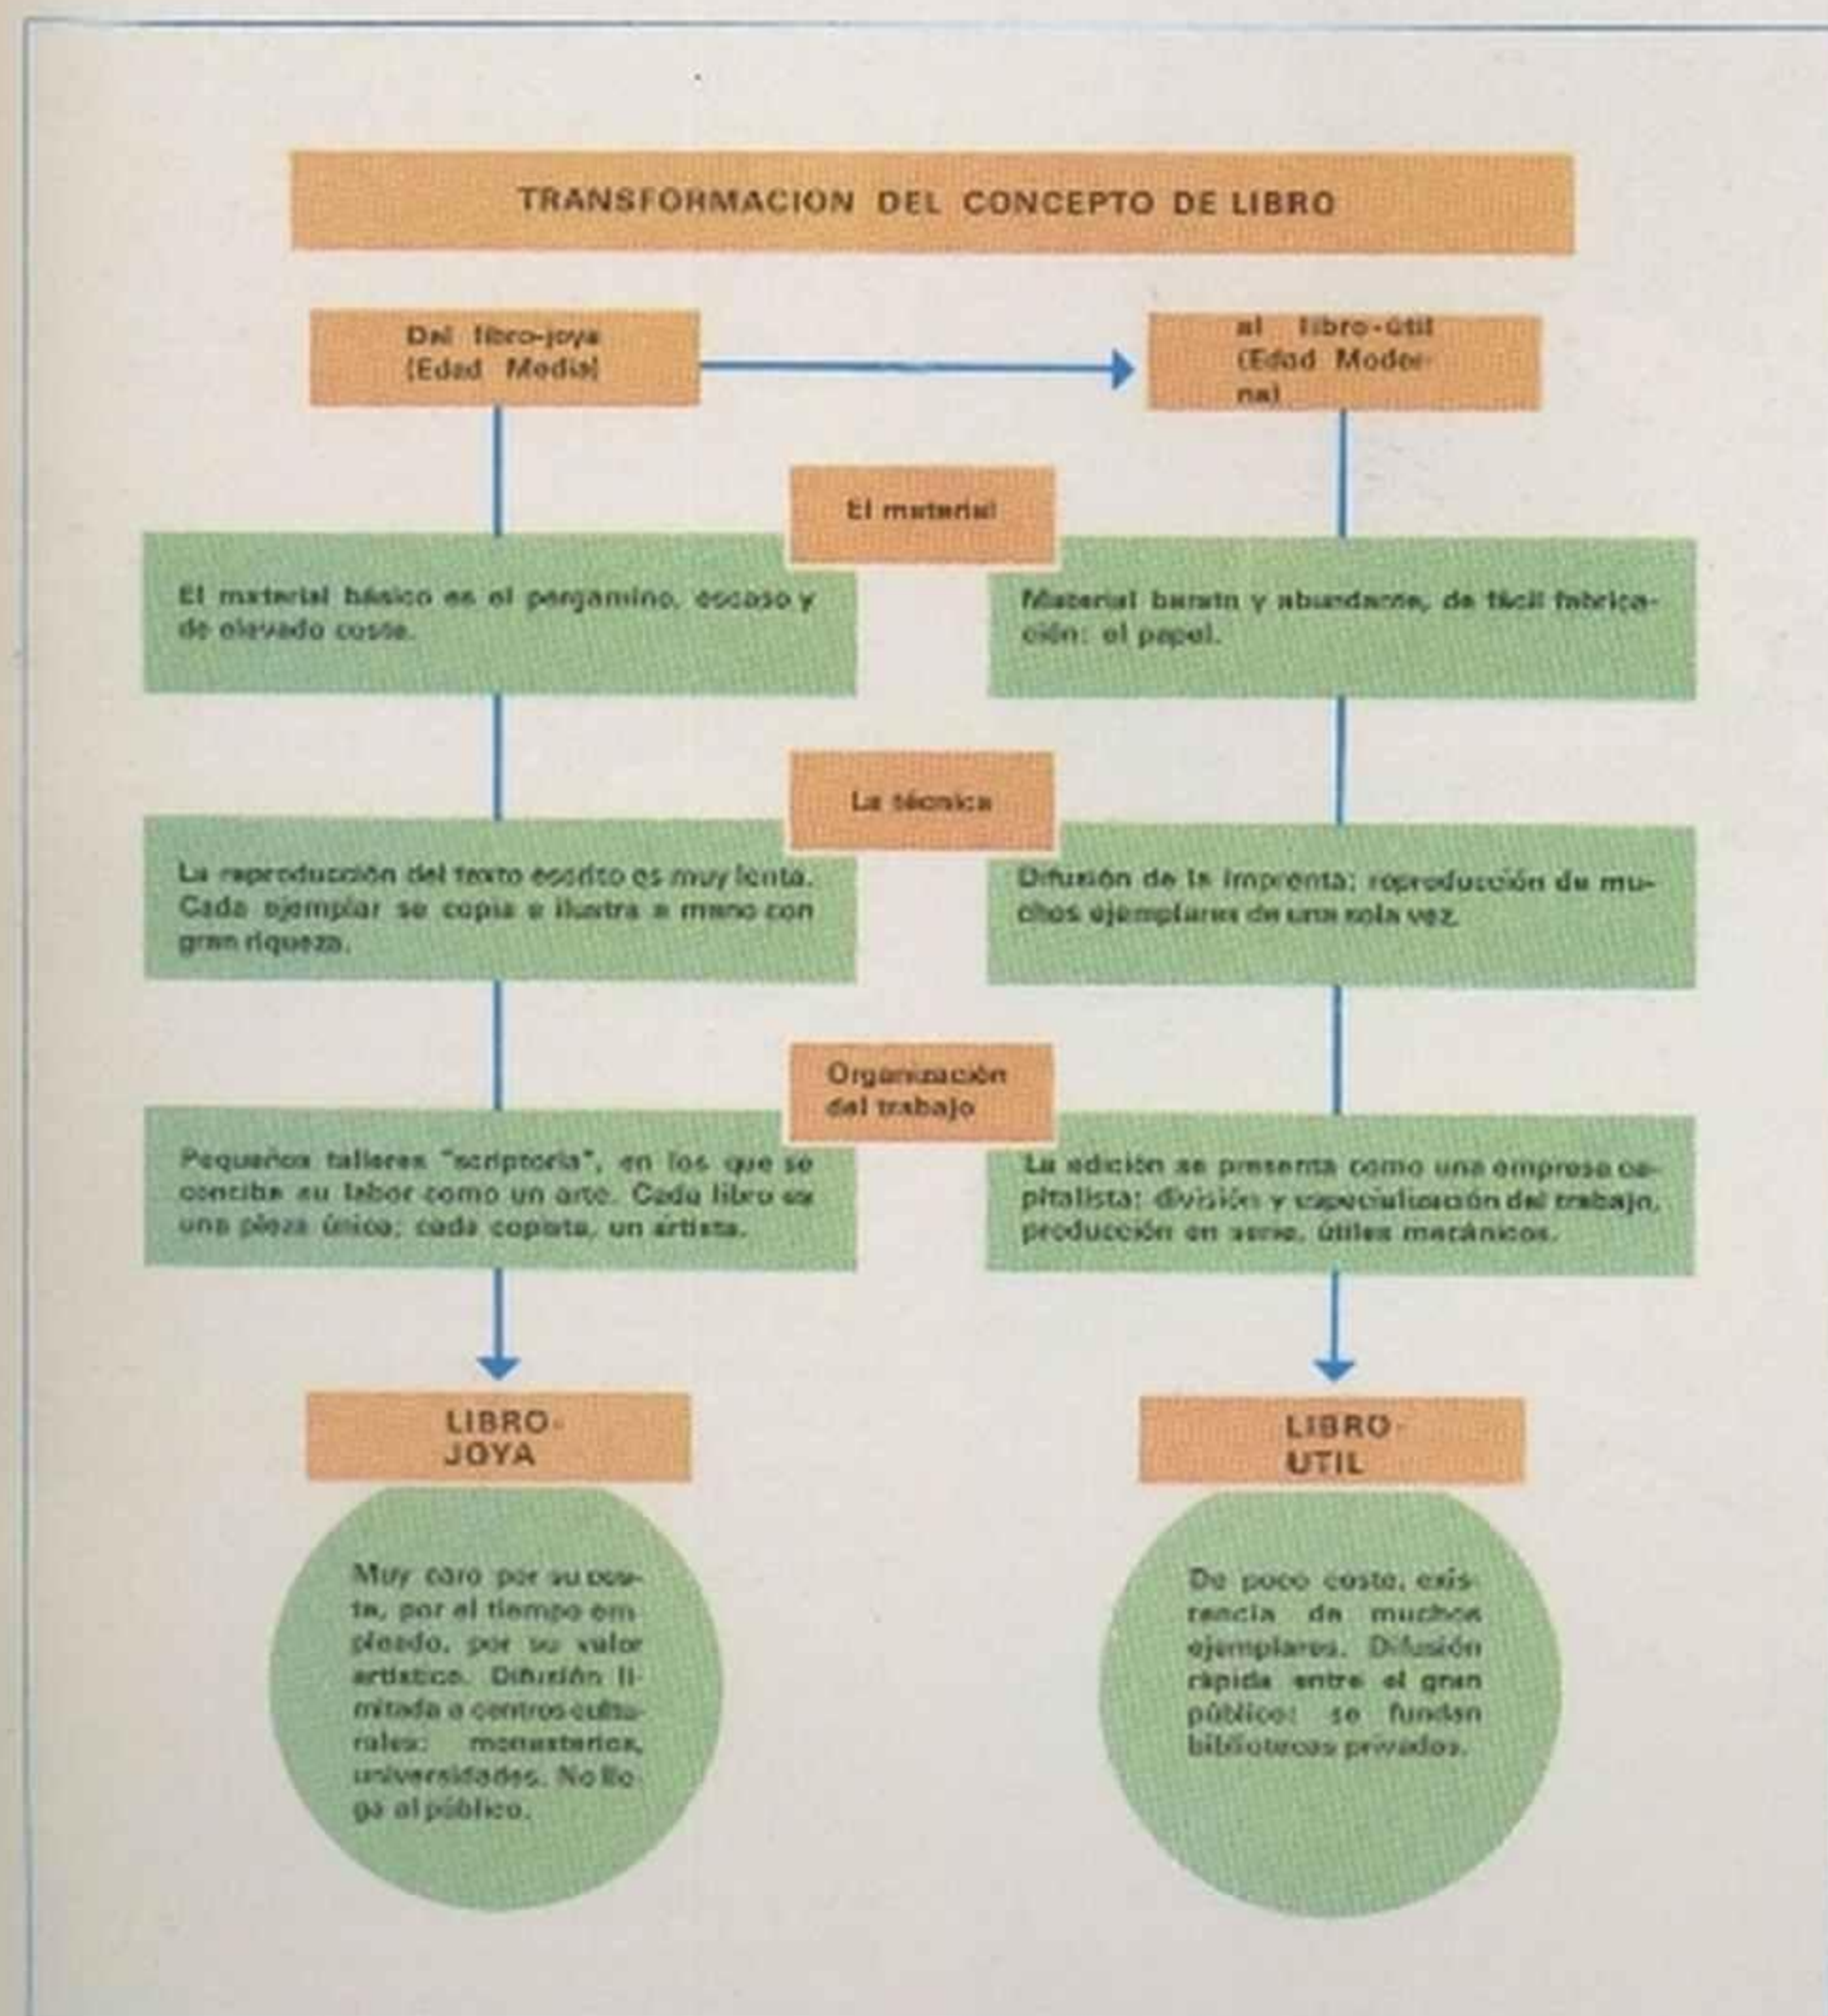 TRANSFORMACION DEL CONCEPTO DE LIBRO
Del libro-joya
(Edad Media)
al libro-útil
(Edad Moder-
na)
El material
El material básico es el pergamino, escaso y
de elevado coste.
Material barato y abundante, de fácil fabrica-
ción: el papel.
La técnica
La reproducción del texto escrito es muy lenta.
Cada ejemplar se copia e ilustra a mano con
gran riqueza.
Difusión de la imprenta; reproducción de mu-
chos ejemplares de una sola vez.
Organización
del trabajo
Pequeños talleres "scriptoria", en los que se
concibe su labor como un arte. Cada libro es
una pieza única; cada copista, un artista.
La edición se presenta como una empresa ca-
pitalista: división y especialización del trabajo,
producción en serie, útiles mecánicos.
LIBRO-
JOYA
LIBRO-
UTIL
Muy caro por su cos-
te, por el tiempo em
pleado, por su valor
artístico. Difusión li-
mitada a centros cultu-
rales: monasterios,
universidades. No lle-
ga al público.
De poco coste, exis-
tencia de muchos
ejemplares. Difusión
rápida entre el gran
público: se fundan
bibliotecas privadas.